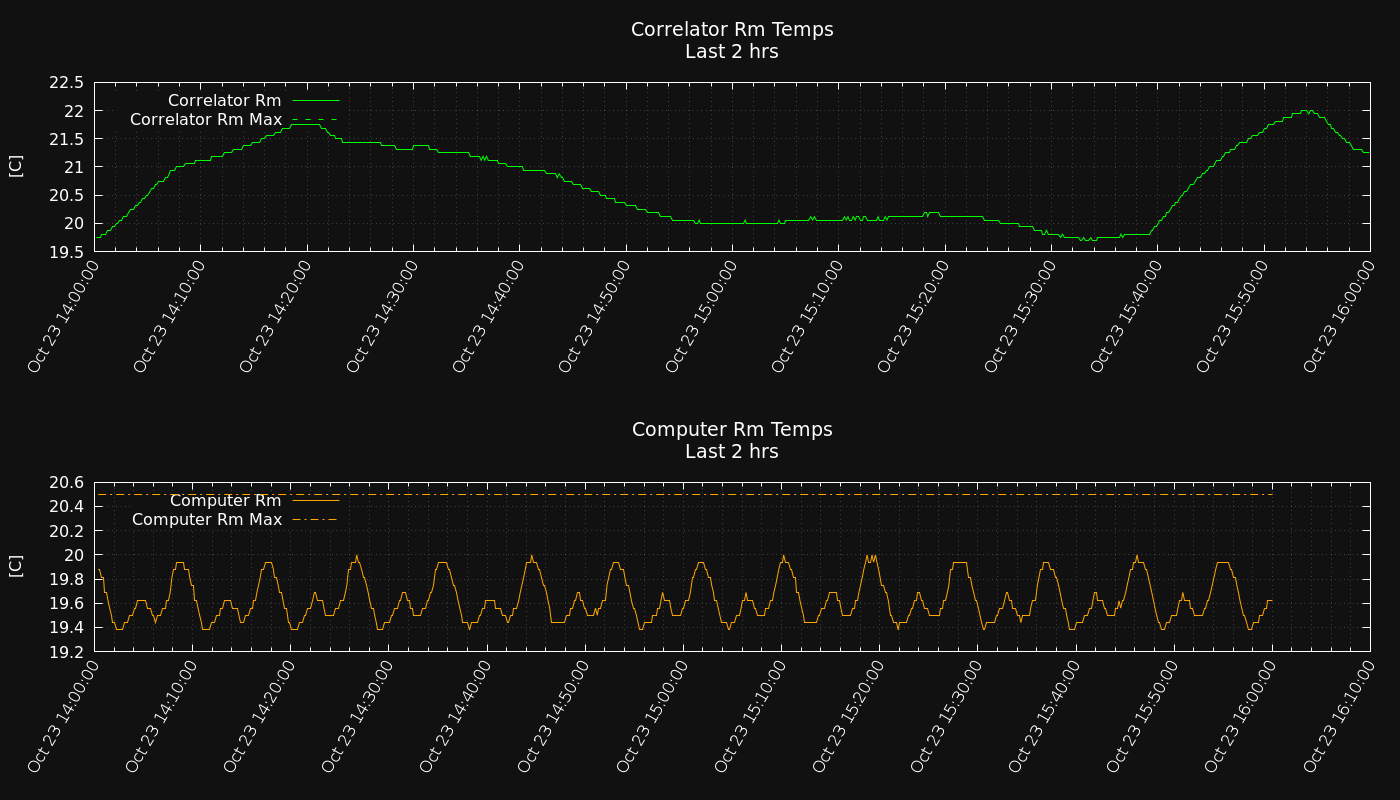 Correlator Rm Temps
Last 2 hrs
22.5
22
21.5
21
20.5
20
19.5
[C]
Correlator Rm
Correlator Rm Max
Oct 23 14:00:00
Oct 23 14:10:00
Oct 23 14:20:00
Oct 23 14:30:00
Oct 23 14:40:00
Oct 23 14:50:00
Oct 23 15:00:00
Oct 23 15:10:00
Oct 23 15:20:00
Oct 23 15:30:00
Oct 23 15:40:00
Oct 23 15:50:00
Oct 23 16:00:00
Computer Rm Temps
Last 2 hrs
20.6
20.4
20.2
20
19.8
19.6
19.4
19.2
[C]
Computer Rm
Computer Rm Max
Oct 23 14:00:00
Oct 23 14:10:00
Oct 23 14:20:00
Oct 23 14:30:00
Oct 23 14:40:00
Oct 23 14:50:00
Oct 23 15:00:00
Oct 23 15:10:00
Oct 23 15:20:00
Oct 23 15:30:00
Oct 23 15:40:00
Oct 23 15:50:00
Oct 23 16:00:00
Oct 23 16:10:00